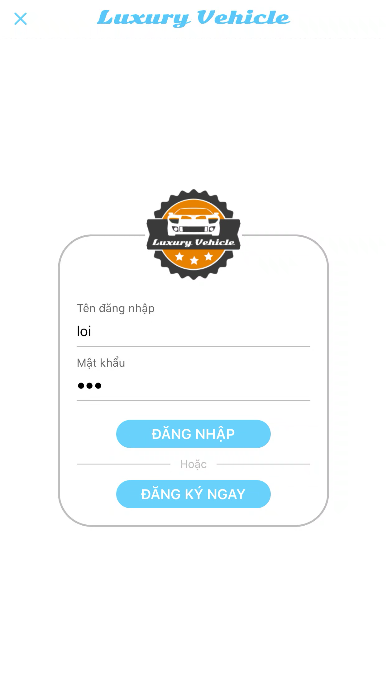 Luxury Vehicle
Luxury Vehicle
Tên đăng nhập
loi
Mật khẩu
●●●
ĐĂNG NHẬP
Hoặc
ĐĂNG KÝ NGAY